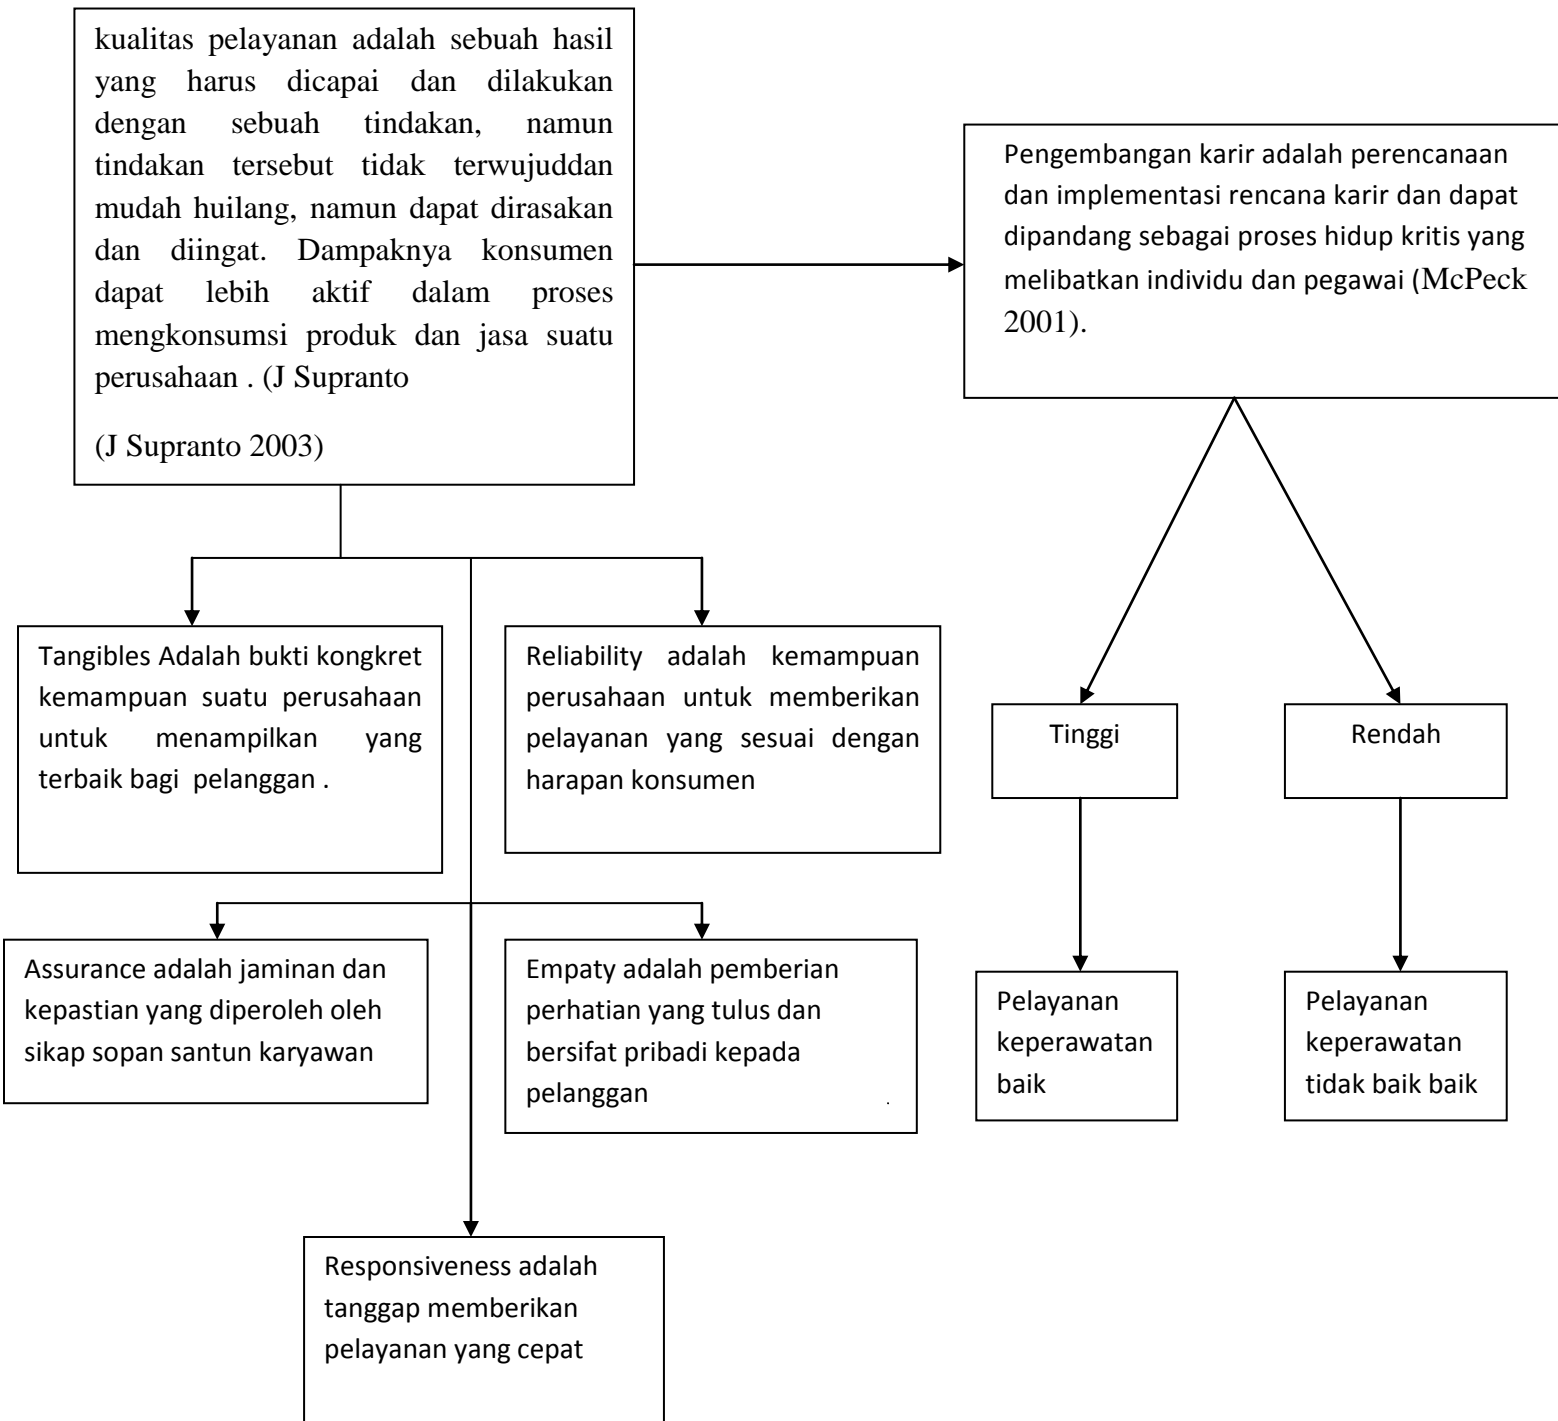 kualitas pelayanan adalah sebuah hasil
yang harus dicapai dan dilakukan
dengan sebuah tindakan, namun
tindakan tersebut tidak terwujuddan
mudah huilang, namun dapat dirasakan
dan diingat. Dampaknya konsumen
dapat lebih aktif dalam proses
mengkonsumsi produk dan jasa suatu
perusahaan . (J Supranto
(J Supranto 2003)
Pengembangan karir adalah perencanaan
dan implementasi rencana karir dan dapat
dipandang sebagai proses hidup kritis yang
melibatkan individu dan pegawai (McPeck
2001).
Tangibles Adalah bukti kongkret
kemampuan suatu perusahaan
untuk menampilkan yang
terbaik bagi pelanggan .
Reliability adalah kemampuan
perusahaan untuk memberikan
pelayanan yang sesuai dengan
harapan konsumen
Tinggi
Rendah
Assurance adalah jaminan dan
kepastian yang diperoleh oleh
sikap sopan santun karyawan
Empaty adalah pemberian
perhatian yang tulus dan
bersifat pribadi kepada
pelanggan .
Pelayanan
keperawatan
baik
Pelayanan
keperawatan
tidak baik baik
Responsiveness adalah
tanggap memberikan
pelayanan yang cepat